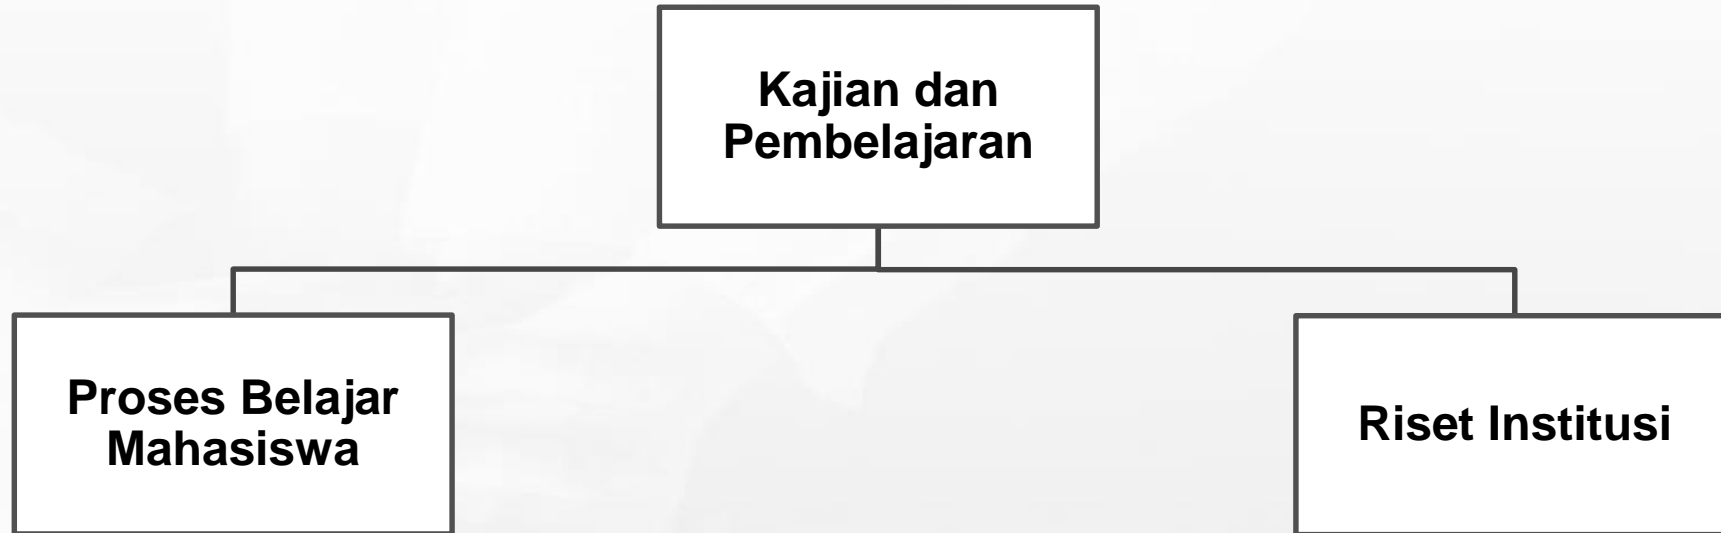 Kajian dan
Pembelajaran
Proses Belajar
Mahasiswa
Riset Institusi